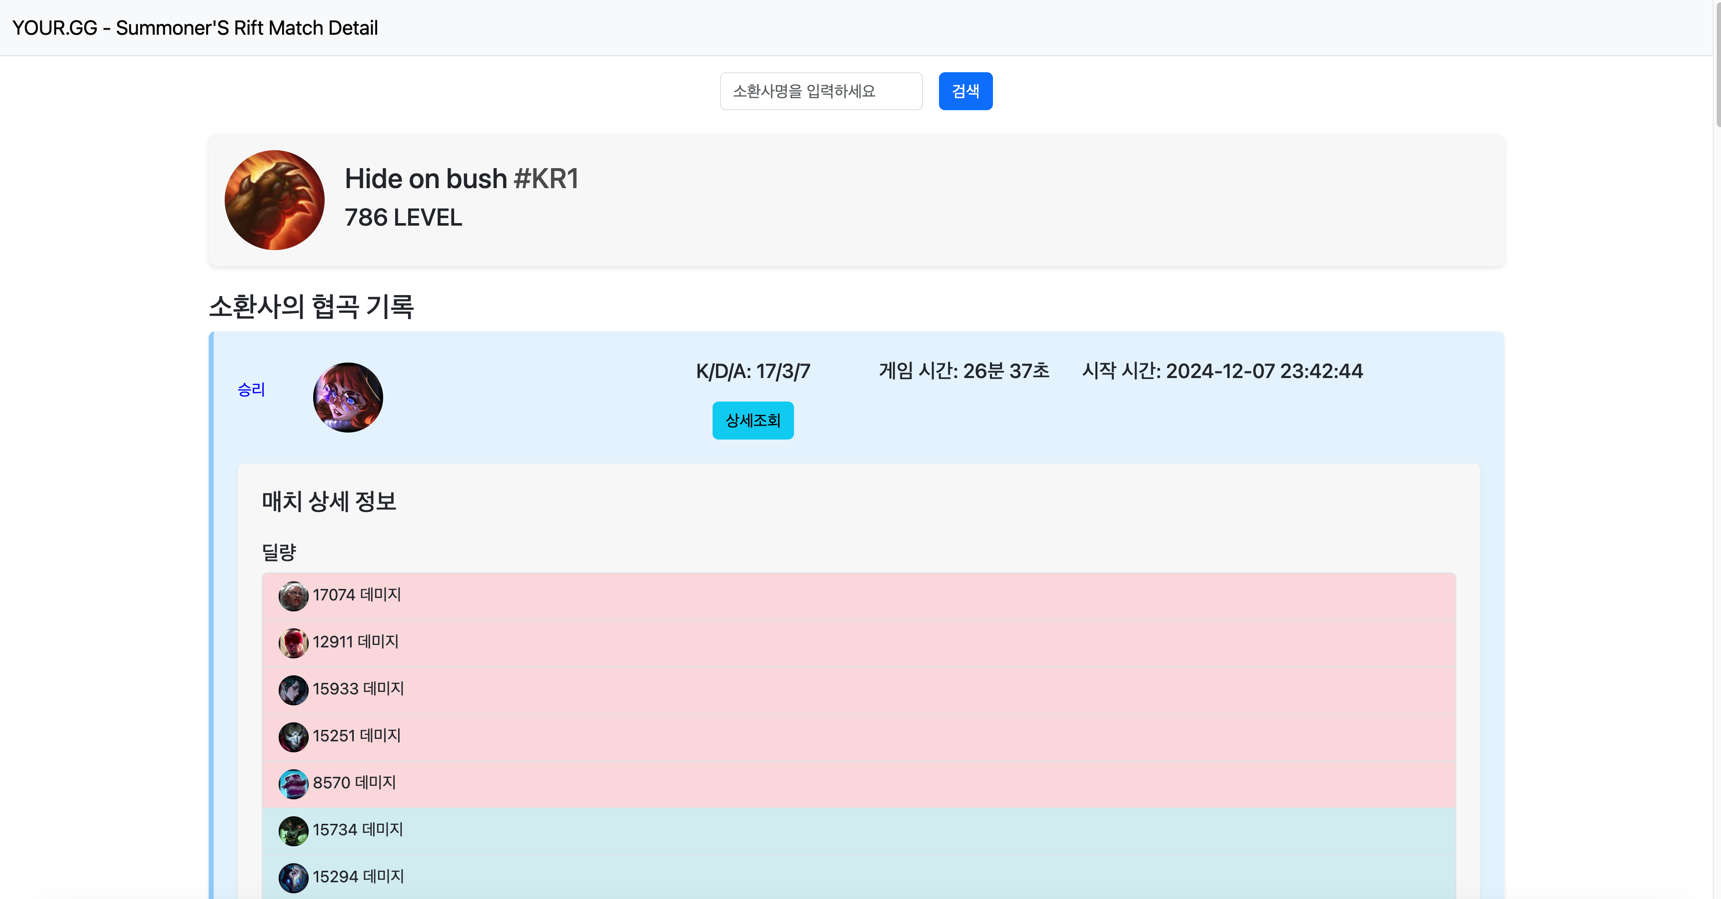 YOUR.GG - Summoner'S Rift Match Detail
소환사명을 입력하세요 검색
Hide on bush #KR1
786 LEVEL
소환사의 협곡 기록
승리
K/D/A: 17/3/7 게임 시간: 26분 37초 시작 시간: 2024-12-07 23:42:44
상세조회
매치 상세 정보
딜량
17074 데미지
12911 데미지
15933 데미지
15251 데미지
8570 데미지
15734 데미지
15294 데미지